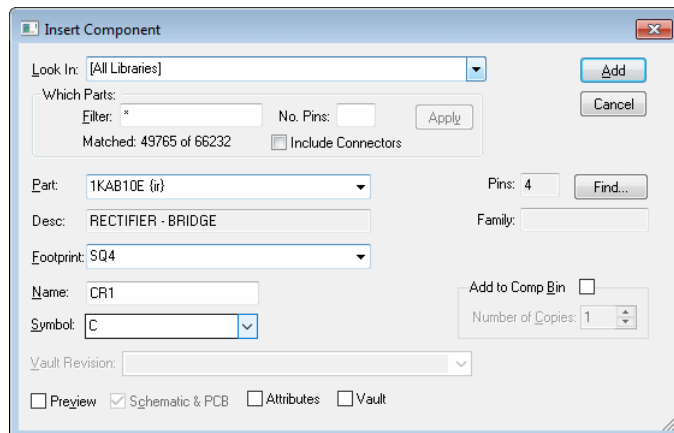 Insert Component
Look In: [All Libraries] Add
Which Parts:
Filter: * No. Pins: Apply Cancel
Matched: 49765 of 66232 Include Connectors
Part: 1KAB10E {ir} Pins: 4 Find...
Desc: RECTIFIER - BRIDGE Family:
Footprint: SQ4
Name: CR1 Add to Comp Bin
Symbol: C Number of Copies: 1
Vault Revision:
Preview Schematic & PCB Attributes Vault